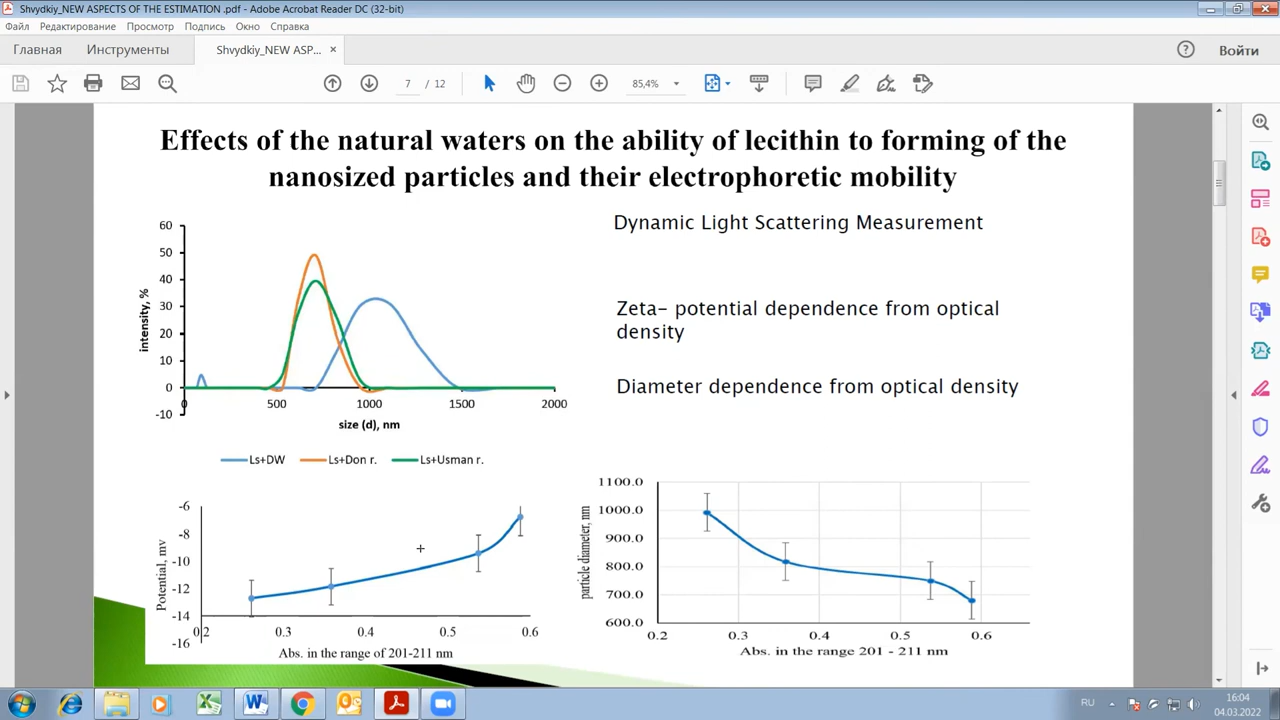 Shvydkiy_NEW ASPECTS OF THE ESTIMATION .pdf - Adobe Acrobat Reader DC (32-bit)
Файл Редактирование Просмотр Подпись Окно Справка
Главная Инструменты Shvydkiy_NEW ASP... × Войти
7 / 12 85,4%
Effects of the natural waters on the ability of lecithin to forming of the
nanosized particles and their electrophoretic mobility
Dynamic Light Scattering Measurement
Zeta- potential dependence from optical
density
Diameter dependence from optical density
60
50
40
30
20
10
0
-10
intensity, %
0 500 1000 1500 2000
size (d), nm
Ls+DW Ls+Don r. Ls+Usman r.
-6
-8
-10
-12
-14
-16
Potential, mv
0.2 0.3 0.4 0.5 0.6
Abs. in the range of 201-211 nm
1100.0
1000.0
900.0
800.0
700.0
600.0
particle diameter, nm
0.2 0.3 0.4 0.5 0.6
Abs. in the range 201 - 211 nm
RU
16:04
04.03.2022